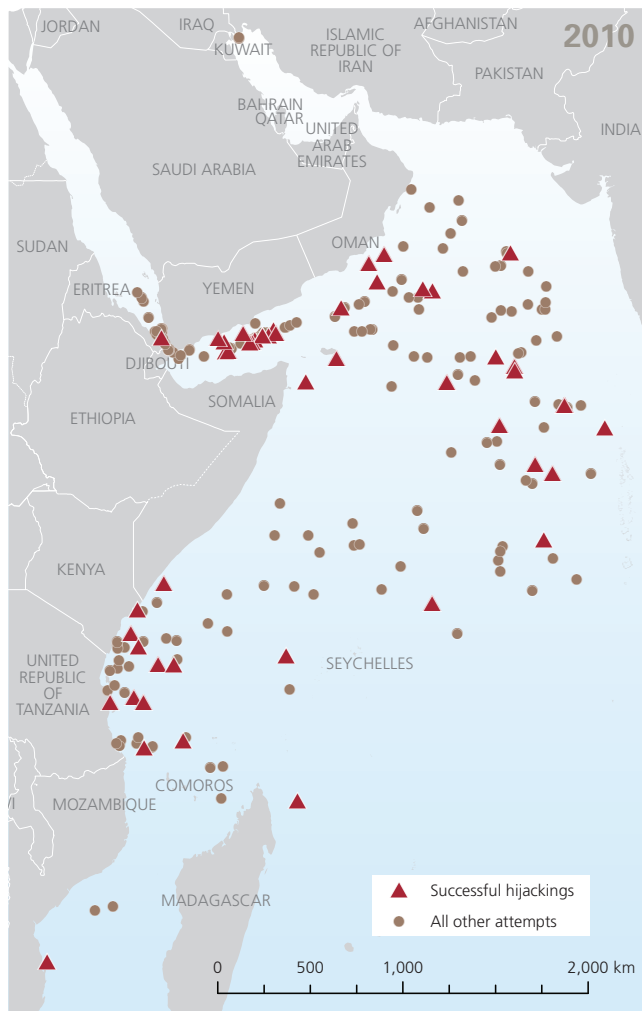 2010
JORDAN
IRAQ
KUWAIT
ISLAMIC
REPUBLIC OF
IRAN
AFGHANISTAN
PAKISTAN
BAHRAIN
QATAR
UNITED
ARAB
EMIRATES
INDIA
SAUDI ARABIA
OMAN
SUDAN
ERITREA
YEMEN
DJIBOUTI
SOMALIA
ETHIOPIA
KENYA
UNITED
REPUBLIC
OF
TANZANIA
SEYCHELLES
COMOROS
MOZAMBIQUE
MADAGASCAR
Successful hijackings
All other attempts
0 500 1,000 2,000 km